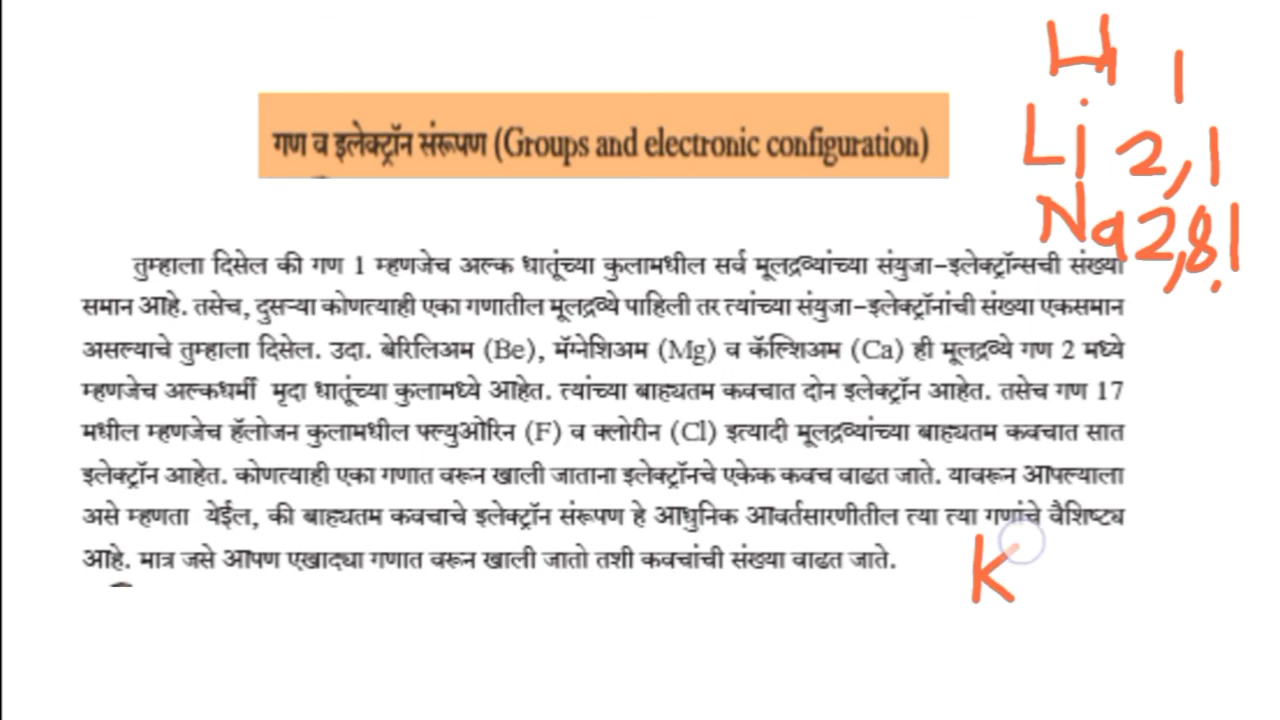 गण व इलेक्ट्रॉन संरूपण (Groups and electronic configuration)
H 1
Li 2,1
Na 2,8,1
तुम्हाला दिसेल की गण 1 म्हणजेच अल्क धातूंच्या कुलामधील सर्व मूलद्रव्यांच्या संयुजा-इलेक्ट्रॉन्सची संख्या
समान आहे. तसेच, दुसऱ्या कोणत्याही एका गणातील मूलद्रव्ये पाहिली तर त्यांच्या संयुजा-इलेक्ट्रॉनांची संख्या एकसमान
असल्याचे तुम्हाला दिसेल. उदा. बेरिलिअम (Be), मॅग्नेशिअम (Mg) व कॅल्शिअम (Ca) ही मूलद्रव्ये गण 2 मध्ये
म्हणजेच अल्कधर्मी मृदा धातूंच्या कुलामध्ये आहेत. त्यांच्या बाह्यतम कवचात दोन इलेक्ट्रॉन आहेत. तसेच गण 17
मधील म्हणजेच हॅलोजन कुलामधील फ्ल्युओरिन (F) व क्लोरीन (Cl) इत्यादी मूलद्रव्यांच्या बाह्यतम कवचात सात
इलेक्ट्रॉन आहेत. कोणत्याही एका गणात वरून खाली जाताना इलेक्ट्रॉनचे एकेक कवच वाढत जाते. यावरून आपल्याला
असे म्हणता येईल, की बाह्यतम कवचाचे इलेक्ट्रॉन संरूपण हे आधुनिक आवर्तसारणीतील त्या त्या गणांचे वैशिष्ट्य
आहे. मात्र जसे आपण एखाद्या गणात वरून खाली जातो तशी कवचांची संख्या वाढत जाते.
K